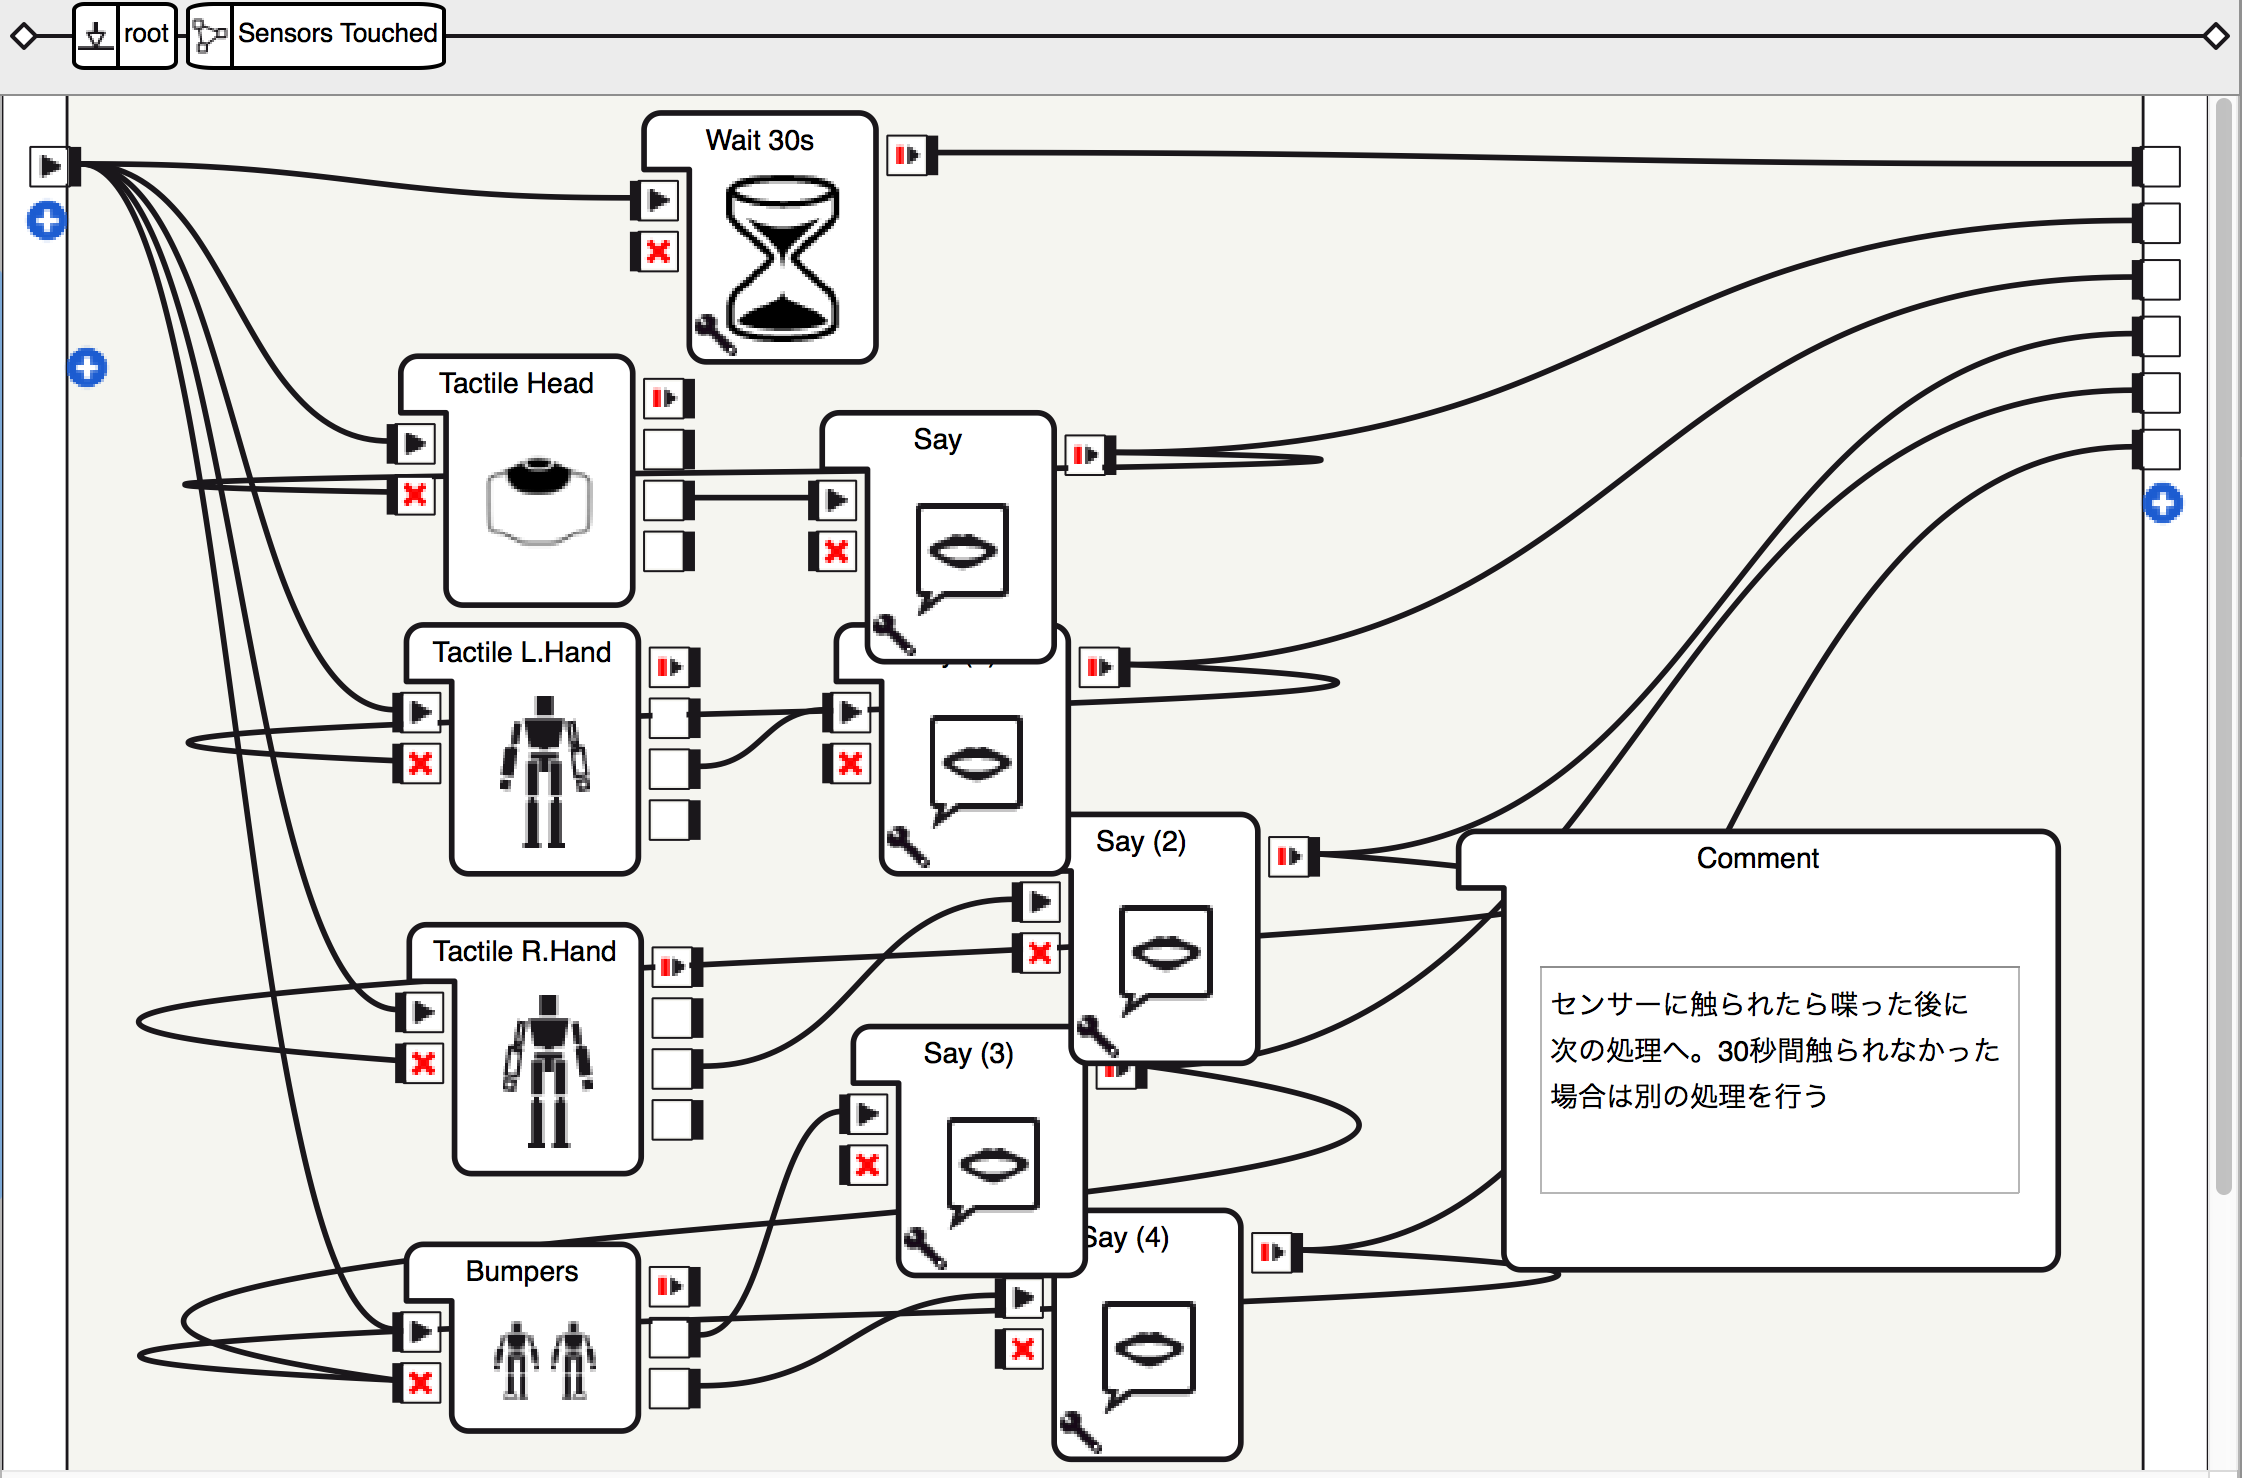 root
Sensors Touched
Wait 30s
Tactile Head
Say
Tactile L.Hand
Say (2)
Comment
センサーに触られたら喋った後に
次の処理へ。30秒間触られなかった
場合は別の処理を行う
Tactile R.Hand
Say (3)
Say (4)
Bumpers